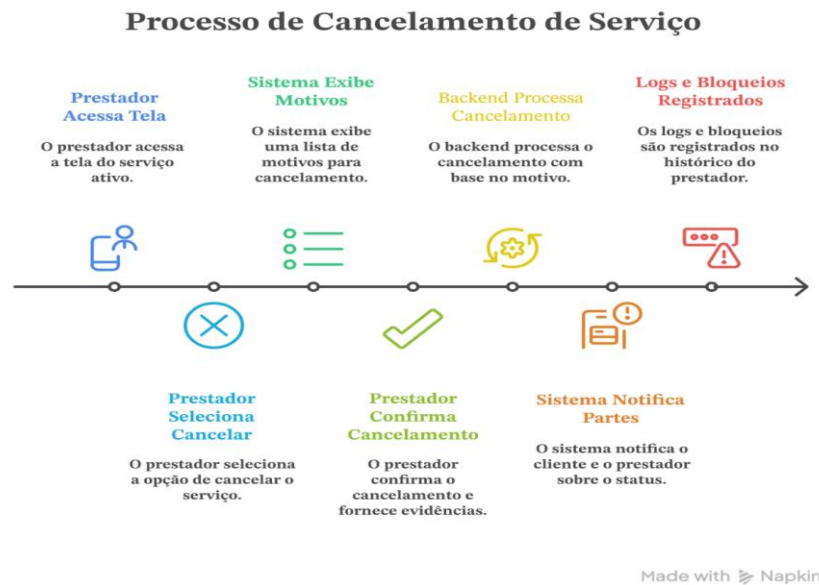 Processo de Cancelamento de Serviço
Prestador
Acessa Tela
O prestador acessa
a tela do serviço
ativo.
Prestador
Seleciona
Cancelar
O prestador seleciona
a opção de cancelar o
serviço.
Sistema Exibe
Motivos
O sistema exibe
uma lista de
motivos para
cancelamento.
Prestador
Confirma
Cancelamento
O prestador
confirma o
cancelamento e
fornece evidências.
Backend Processa
Cancelamento
O backend processa o
cancelamento com
base no motivo.
Sistema Notifica
Partes
O sistema notifica o
cliente e o prestador
sobre o status.
Logs e Bloqueios
Registrados
Os logs e bloqueios
são registrados no
histórico do
prestador.
Made with Napkin